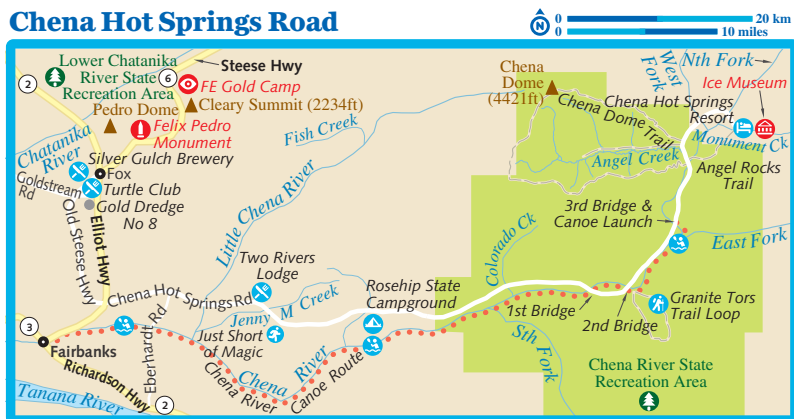 Chena Hot Springs Road
N
0 20 km
0 10 miles
Lower Chatanika
River State
Recreation Area
2
6
Steese Hwy
FE Gold Camp
Cleary Summit (2234ft)
Pedro Dome
Felix Pedro
Monument
Chatanika
River
Silver Gulch Brewery
Fox
Goldstream
Rd
Turtle Club
Gold Dredge
No 8
Old Steese Hwy
Elliot Hwy
Fish Creek
Little Chena River
Chena
Dome
(4421ft)
Chena Dome Trail
West
Fork
Nth Fork
Ice Museum
Chena Hot Springs
Resort
Monument Ck
Angel Creek
Angel Rocks
Trail
3rd Bridge &
Canoe Launch
East Fork
Colorado Ck
Two Rivers
Lodge
Chena Hot Springs Rd
Jenny M Creek
Rosehip State
Campground
1st Bridge
2nd Bridge
Granite Tors
Trail Loop
Just Short
of Magic
Eberhardt Rd
Chena River
Chena
River
Canoe Route
Sth Fork
Chena River State
Recreation Area
3
Fairbanks
Richardson Hwy
2
Tanana River